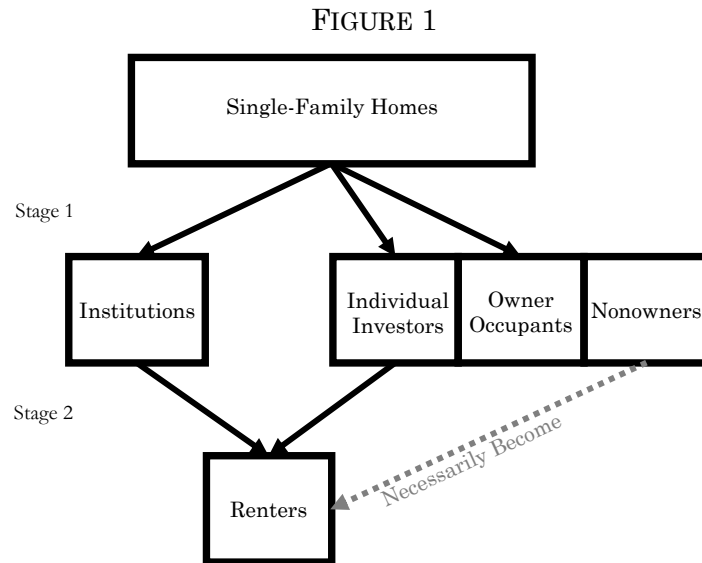 FIGURE 1
Single-Family Homes
Stage 1
Institutions
Individual
Investors
Owner
Occupants
Nonowners
Stage 2
Necessarily Become
Renters